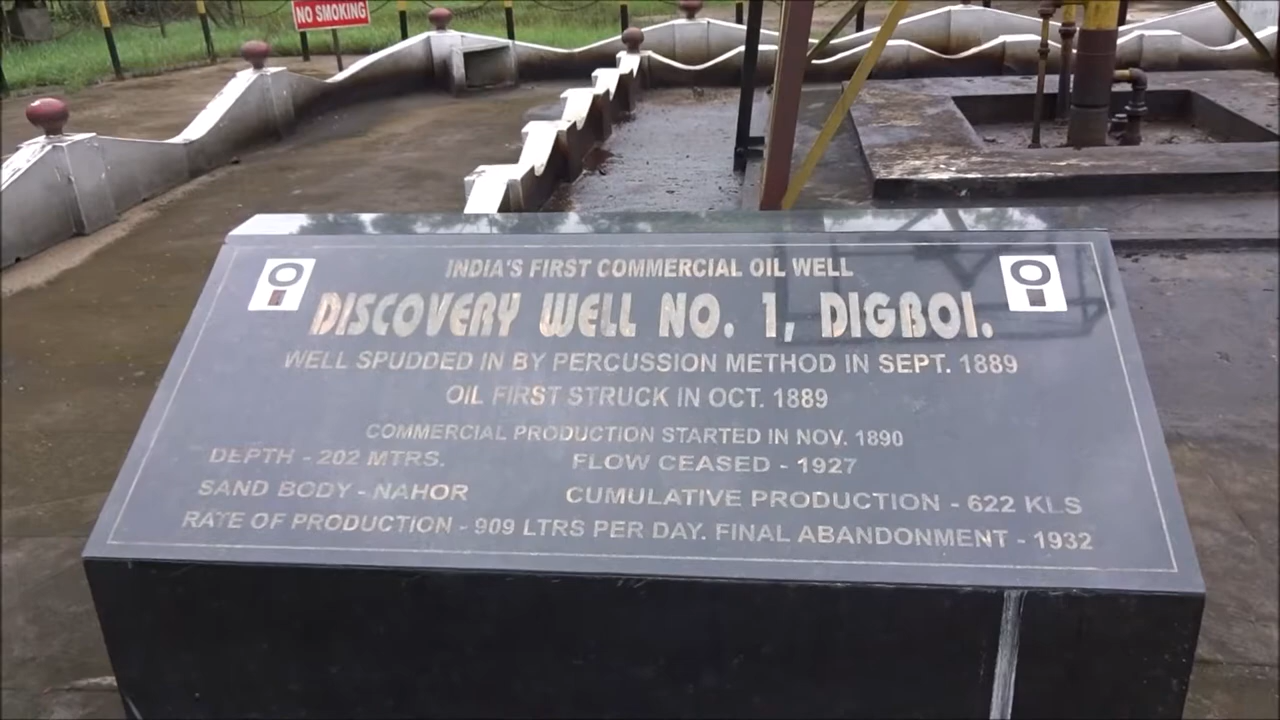 NO SMOKING
INDIA'S FIRST COMMERCIAL OIL WELL
DISCOVERY WELL NO. 1, DIGBOI.
WELL SPUDDED IN BY PERCUSSION METHOD IN SEPT. 1889
OIL FIRST STRUCK IN OCT. 1889
COMMERCIAL PRODUCTION STARTED IN NOV. 1890
DEPTH - 202 MTRS. FLOW CEASED - 1927
SAND BODY - NAHOR CUMULATIVE PRODUCTION - 622 KLS
RATE OF PRODUCTION - 909 LTRS PER DAY. FINAL ABANDONMENT - 1932